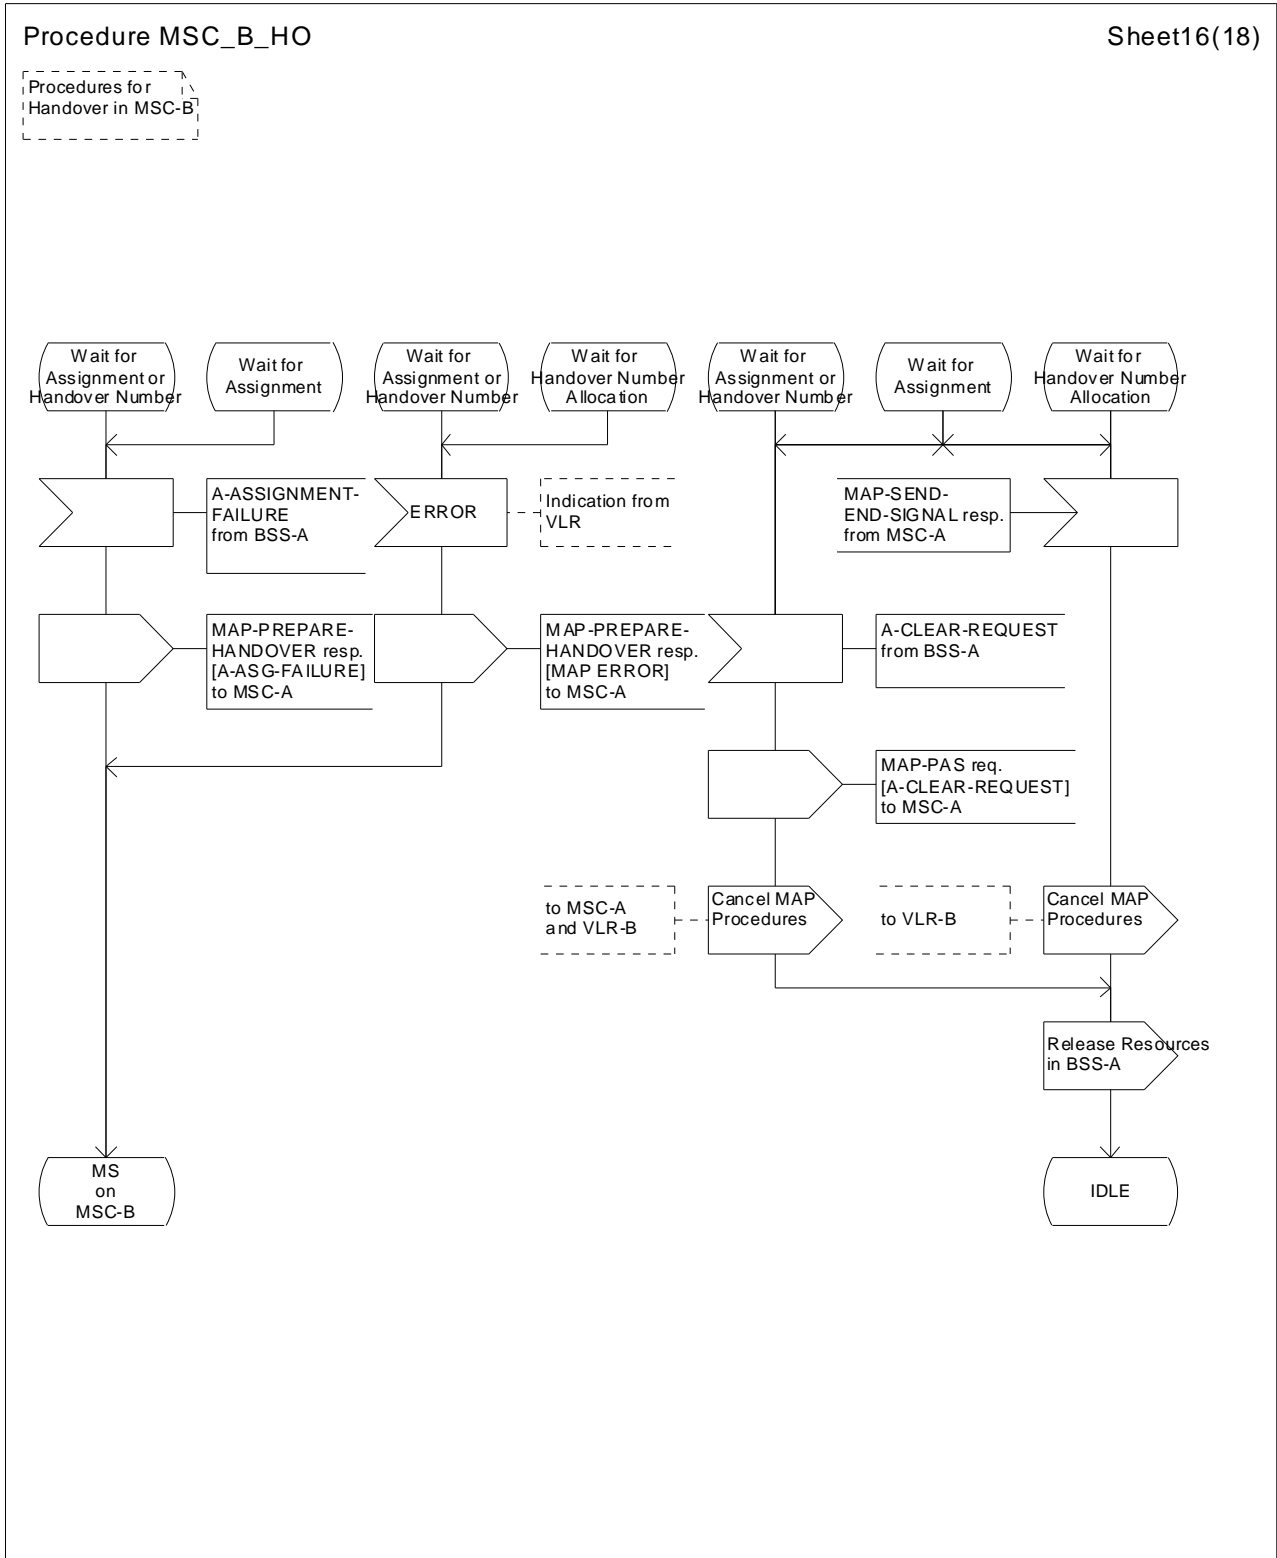 Procedure MSC_B_HO
Sheet16(18)
Procedures for
Handover in MSC-B
Wait for
Assignment or
Handover Number
Wait for
Assignment
Wait for
Assignment or
Handover Number
Wait for
Handover Number
Allocation
Wait for
Assignment or
Handover Number
Wait for
Assignment
Wait for
Handover Number
Allocation
A-ASSIGNMENT-
FAILURE
from BSS-A
ERROR
Indication from
VLR
MAP-SEND-
END-SIGNAL resp.
from MSC-A
MAP-PREPARE-
HANDOVER resp.
[A-ASG-FAILURE]
to MSC-A
MAP-PREPARE-
HANDOVER resp.
[MAP ERROR]
to MSC-A
A-CLEAR-REQUEST
from BSS-A
MAP-PAS req.
[A-CLEAR-REQUEST]
to MSC-A
to MSC-A
and VLR-B
Cancel MAP
Procedures
to VLR-B
Cancel MAP
Procedures
Release Resources
in BSS-A
MS
on
MSC-B
IDLE